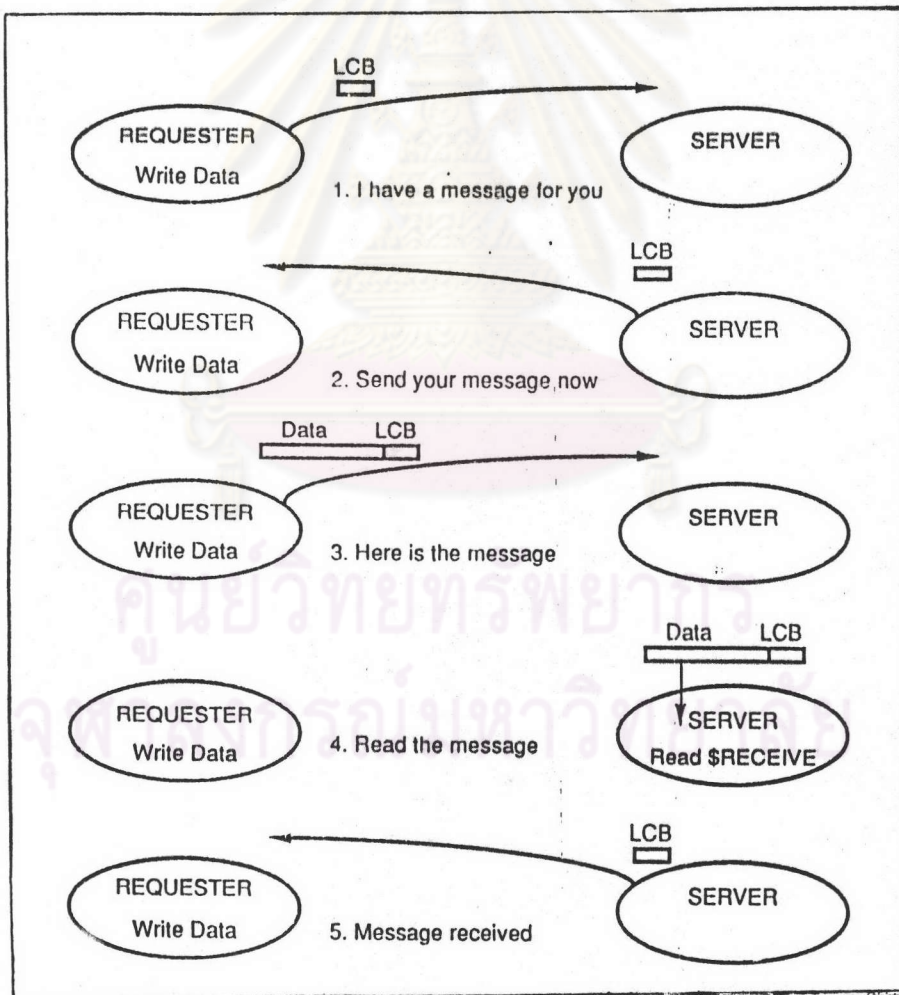 LCB
REQUESTER
Write Data
SERVER
1. I have a message for you
LCB
REQUESTER
Write Data
SERVER
2. Send your message now
Data LCB
REQUESTER
Write Data
SERVER
3. Here is the message
ศูนย์วิทยทรัพยากร
Data LCB
REQUESTER
Write Data
SERVER
Read $RECEIVE
4. Read the message
จุฬาลงกรณ์มหาวิทยาลัย
LCB
REQUESTER
Write Data
SERVER
5. Message received